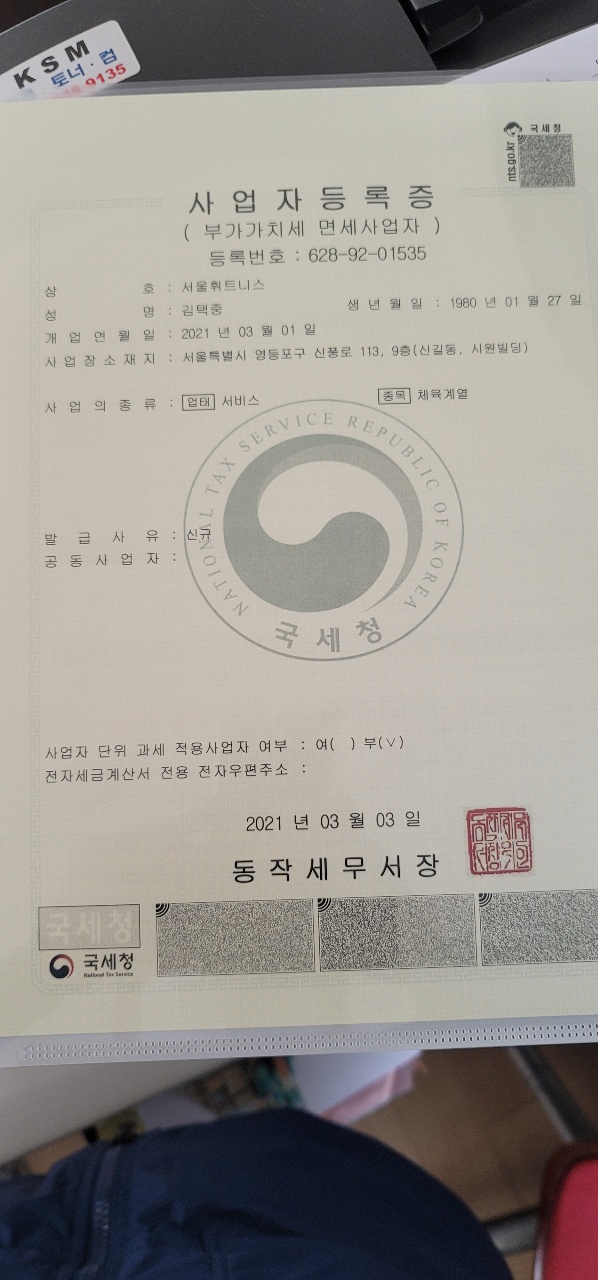 KSM
토너·컴
9135
국세청
nts.go.kr
사업자등록증
( 부가가치세 면세사업자 )
등록번호 : 628-92-01535
상 호 : 서울휘트니스
성 명 : 김택중 생 년 월 일 : 1980 년 01 월 27 일
개 업 연 월 일 : 2021 년 03 월 01 일
사 업 장 소 재 지 : 서울특별시 영등포구 신풍로 113, 9층(신길동, 시원빌딩)
사 업 의 종 류 : 업태 서비스 종목 체육계열
NATIONAL TAX SERVICE REPUBLIC OF KOREA
발 급 사 유 : 신규
공 동 사 업 자 :
국세청
사업자 단위 과세 적용사업자 여부 : 여( ) 부(∨)
전자세금계산서 전용 전자우편주소 :
2021 년 03 월 03 일
동작세무서장
국세청
국세청
National Tax Service